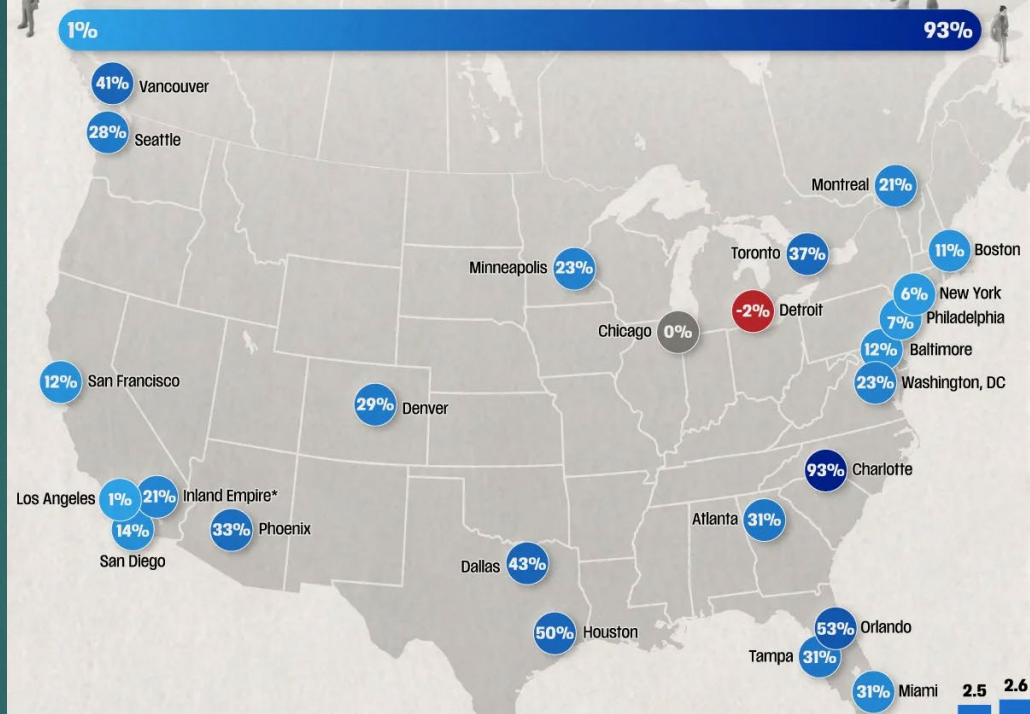 1%
93%
41% Vancouver
28% Seattle
Montreal 21%
Toronto 37%
11% Boston
Minneapolis 23%
6% New York
-2% Detroit
7% Philadelphia
Chicago 0%
12% Baltimore
12% San Francisco
23% Washington, DC
29% Denver
93% Charlotte
Los Angeles 1%
21% Inland Empire*
14%
San Diego
33% Phoenix
Atlanta 31%
Dallas 43%
50% Houston
53% Orlando
Tampa 31%
31% Miami
2.5
2.6